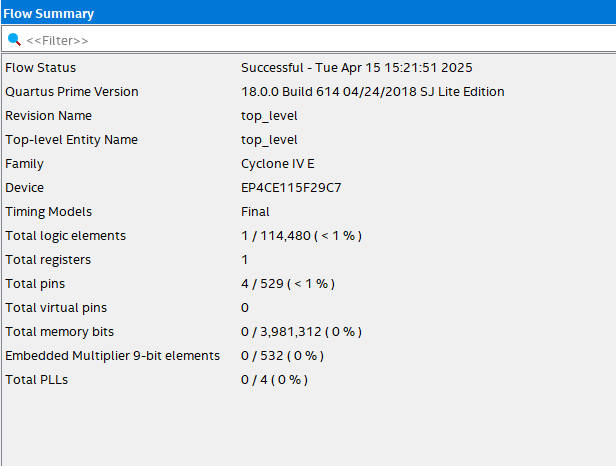 Flow Summary
<<Filter>>
Flow Status Successful - Tue Apr 15 15:21:51 2025
Quartus Prime Version 18.0.0 Build 614 04/24/2018 SJ Lite Edition
Revision Name top_level
Top-level Entity Name top_level
Family Cyclone IV E
Device EP4CE115F29C7
Timing Models Final
Total logic elements 1 / 114,480 ( < 1 % )
Total registers 1
Total pins 4 / 529 ( < 1 % )
Total virtual pins 0
Total memory bits 0 / 3,981,312 ( 0 % )
Embedded Multiplier 9-bit elements 0 / 532 ( 0 % )
Total PLLs 0 / 4 ( 0 % )